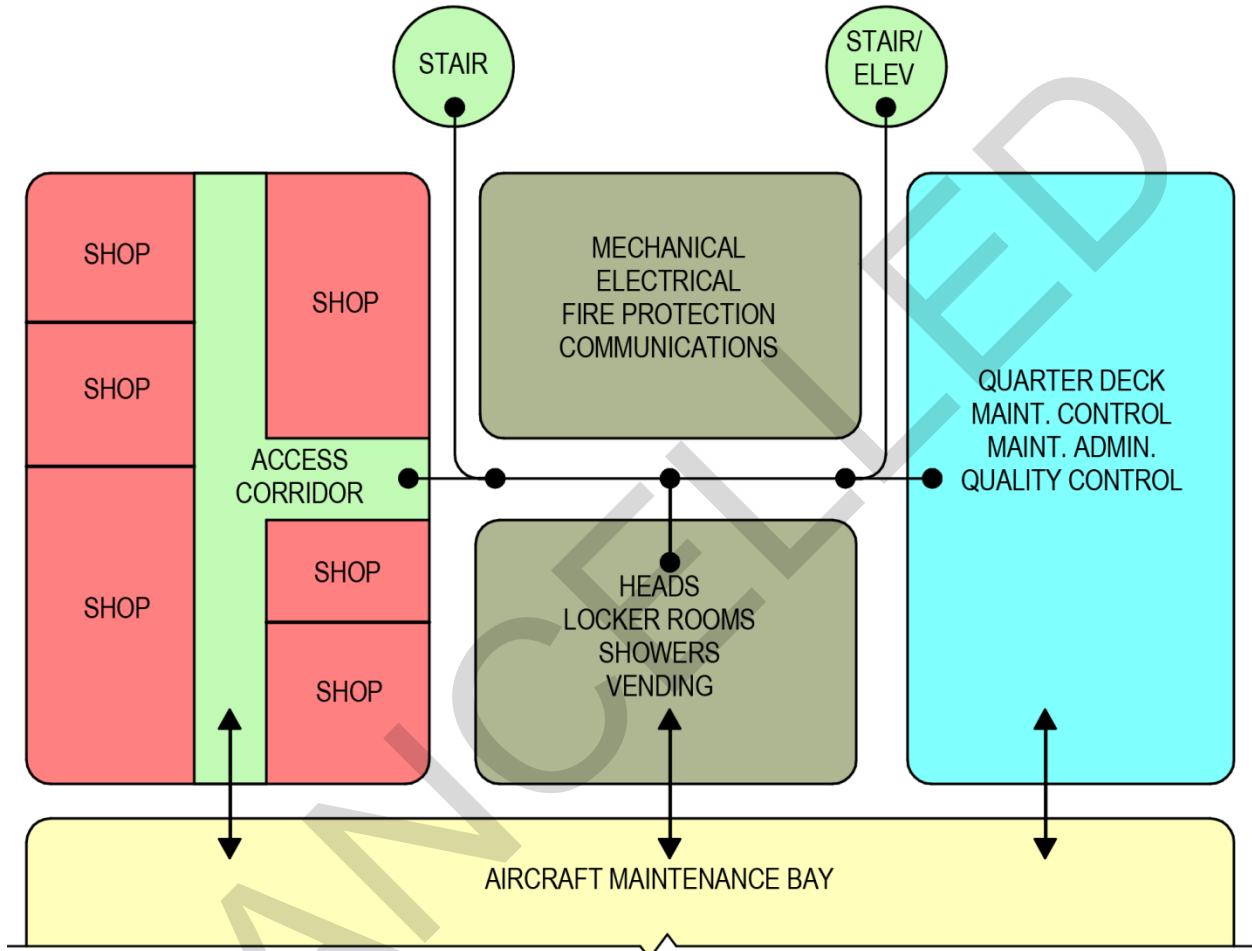 STAIR
STAIR/
ELEV
SHOP
SHOP
SHOP
SHOP
SHOP
SHOP
ACCESS
CORRIDOR
MECHANICAL
ELECTRICAL
FIRE PROTECTION
COMMUNICATIONS
HEADS
LOCKER ROOMS
SHOWERS
VENDING
QUARTER DECK
MAINT. CONTROL
MAINT. ADMIN.
QUALITY CONTROL
AIRCRAFT MAINTENANCE BAY
ANCELLED